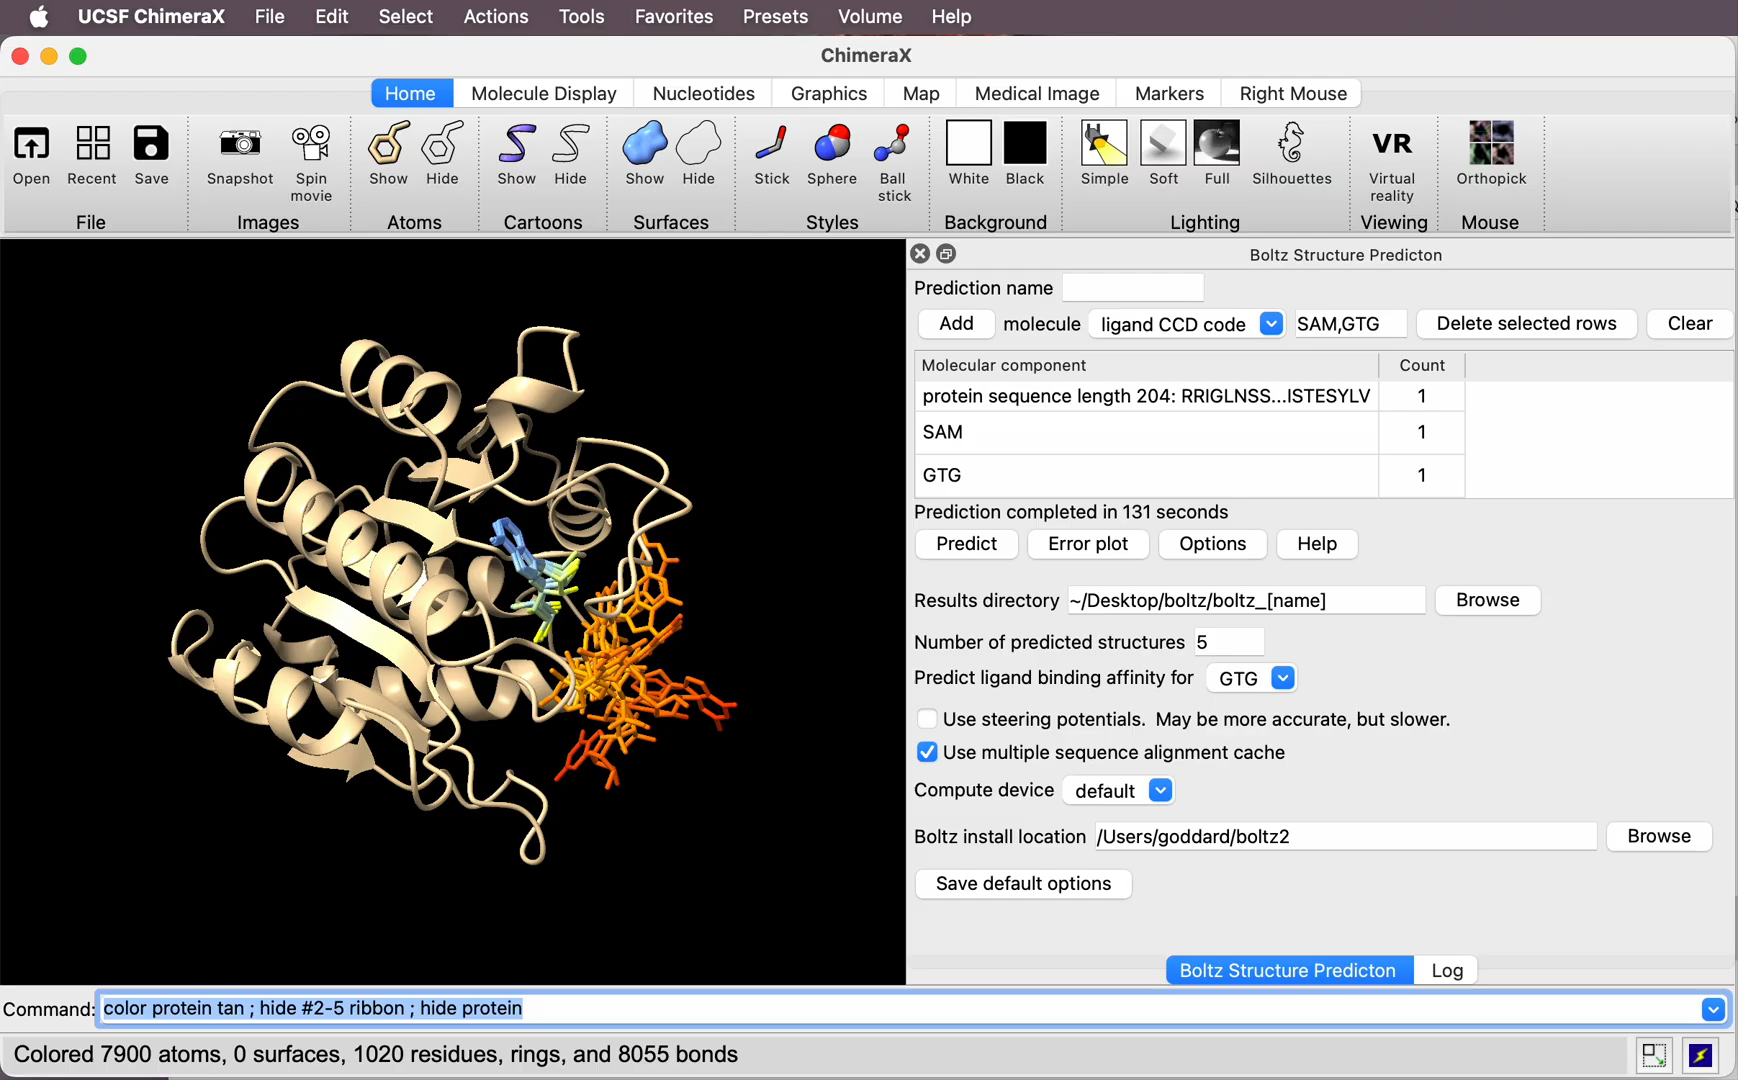 UCSF ChimeraX File Edit Select Actions Tools Favorites Presets Volume Help
ChimeraX
Home Molecule Display Nucleotides Graphics Map Medical Image Markers Right Mouse
Open Recent Save Snapshot Spin movie Show Hide Show Hide Show Hide Stick Sphere Ball stick White Black Simple Soft Full Silhouettes VR Virtual reality Orthopick
File Images Atoms Cartoons Surfaces Styles Background Lighting Viewing Mouse
Boltz Structure Predicton
Prediction name
Add molecule ligand CCD code SAM,GTG Delete selected rows Clear
Molecular component Count
protein sequence length 204: RRIGLNSS...ISTESYLV 1
SAM 1
GTG 1
Prediction completed in 131 seconds
Predict Error plot Options Help
Results directory ~/Desktop/boltz/boltz_[name] Browse
Number of predicted structures 5
Predict ligand binding affinity for GTG
Use steering potentials. May be more accurate, but slower.
Use multiple sequence alignment cache
Compute device default
Boltz install location /Users/goddard/boltz2 Browse
Save default options
Boltz Structure Predicton Log
Command: color protein tan ; hide #2-5 ribbon ; hide protein
Colored 7900 atoms, 0 surfaces, 1020 residues, rings, and 8055 bonds